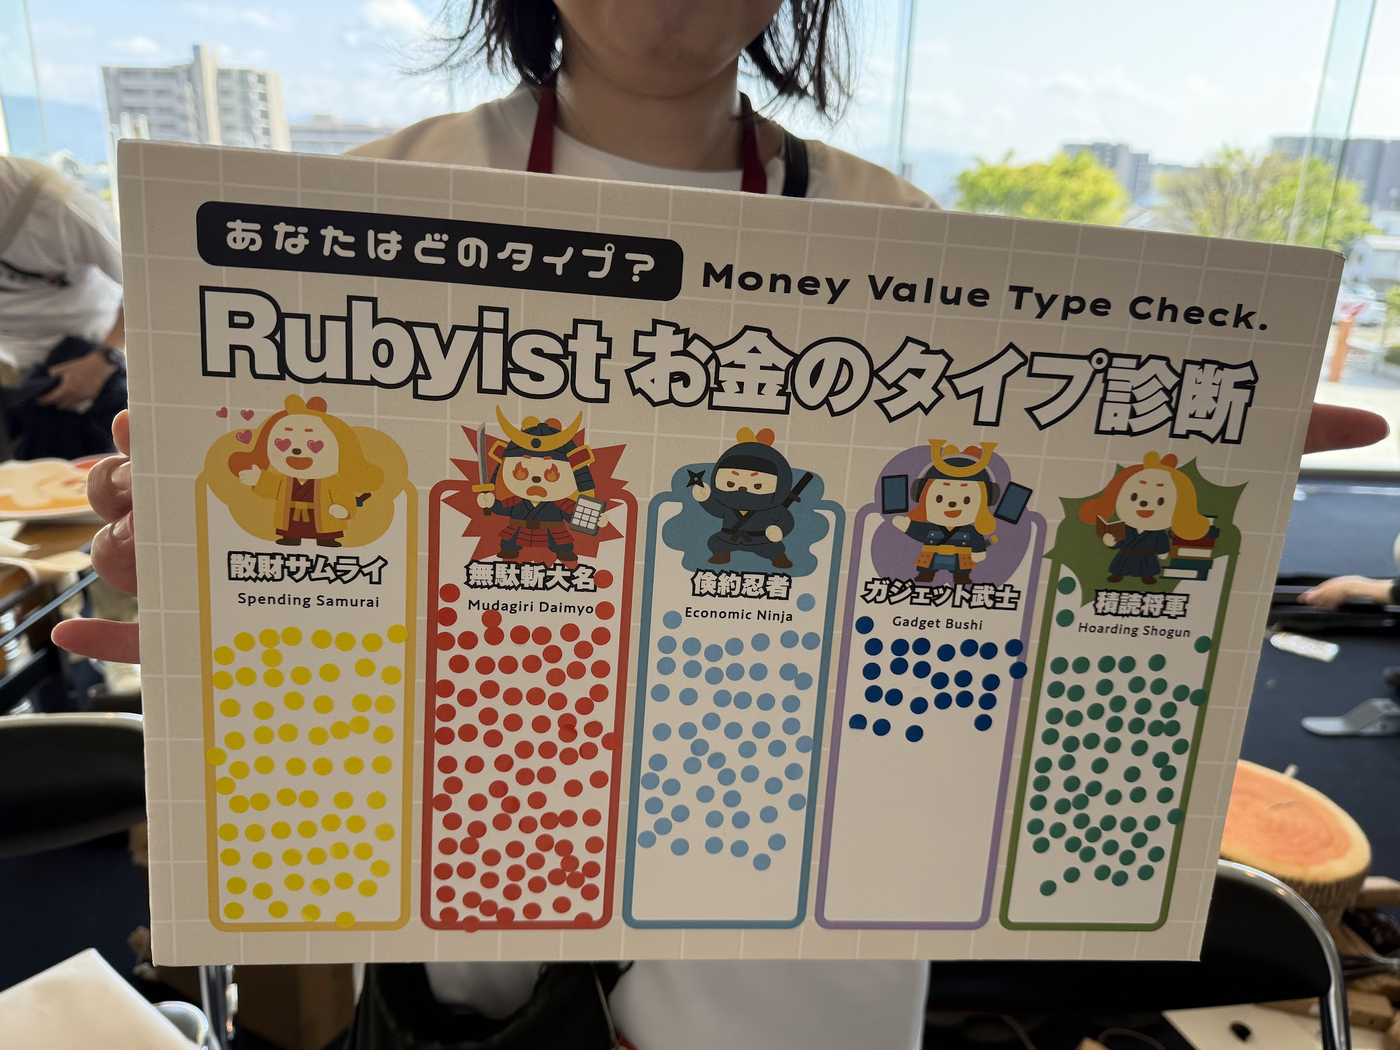 あなたはどのタイプ?
Money Value Type Check.
Rubyist お金のタイプ診断
散財サムライ
Spending Samurai
無駄斬大名
Mudagiri Daimyo
倹約忍者
Economic Ninja
ガジェット武士
Gadget Bushi
積読将軍
Hoarding Shogun